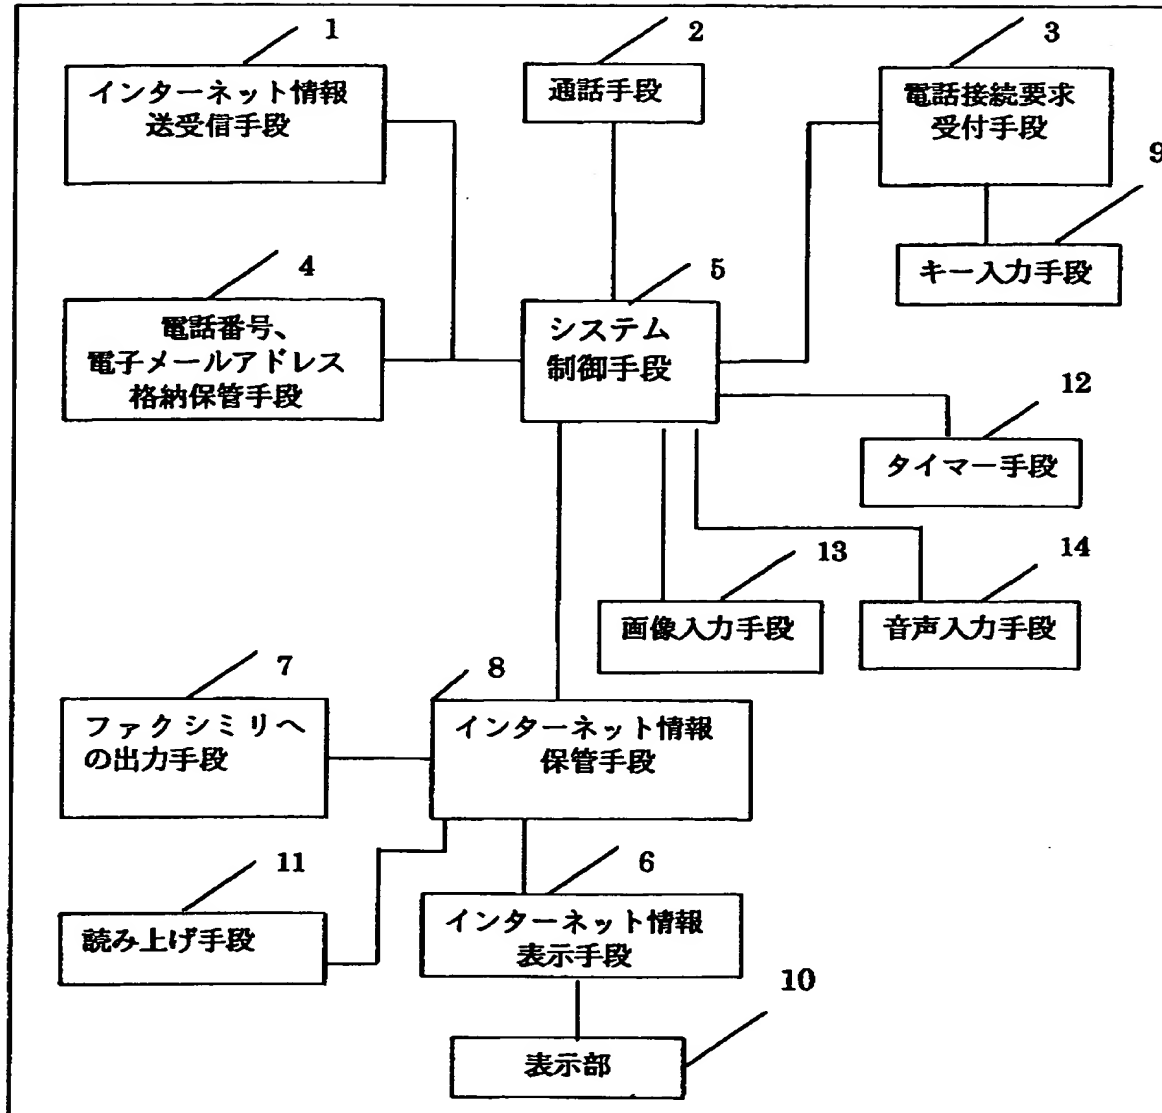 1
インターネット情報
送受信手段
2
通話手段
3
電話接続要求
受付手段
9
キー入力手段
4
電話番号、
電子メールアドレス
格納保管手段
5
システム
制御手段
12
タイマー手段
13
画像入力手段
14
音声入力手段
7
ファクシミリへ
の出力手段
8
インターネット情報
保管手段
11
読み上げ手段
6
インターネット情報
表示手段
10
表示部